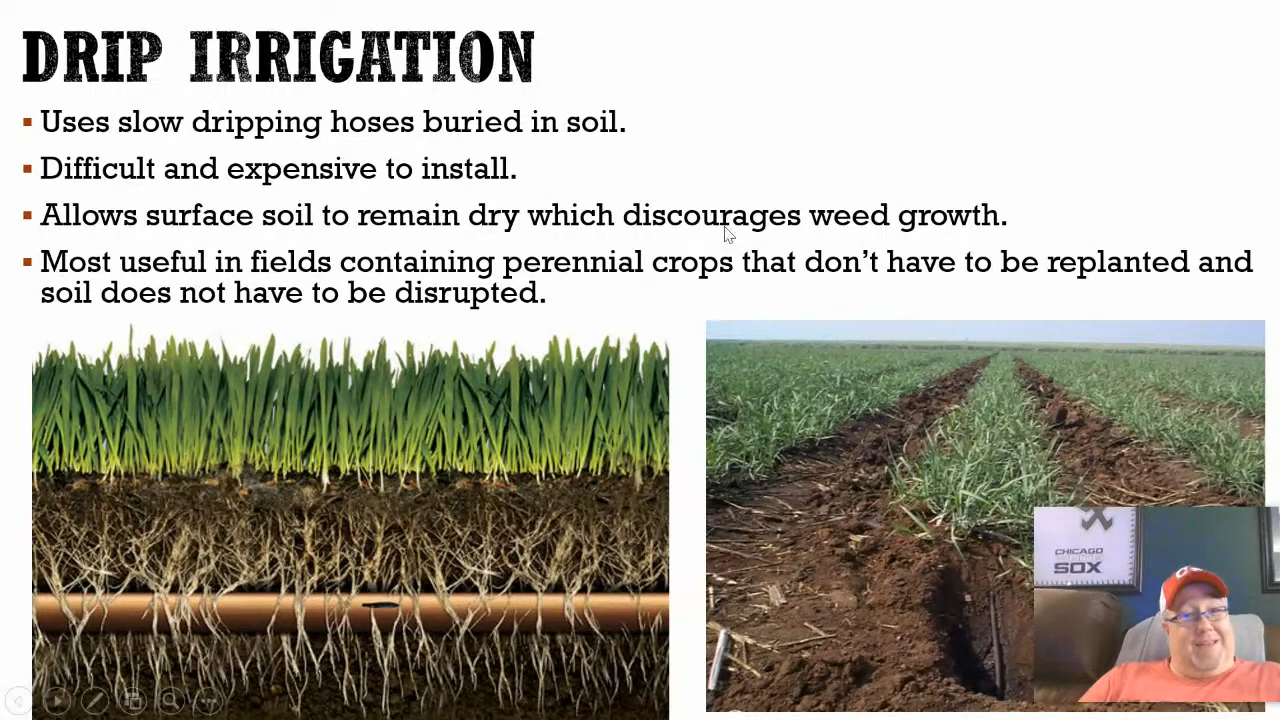 DRIP IRRIGATION
Uses slow dripping hoses buried in soil.
Difficult and expensive to install.
Allows surface soil to remain dry which discourages weed growth.
Most useful in fields containing perennial crops that don't have to be replanted and
soil does not have to be disrupted.
CHICAGO
SOX